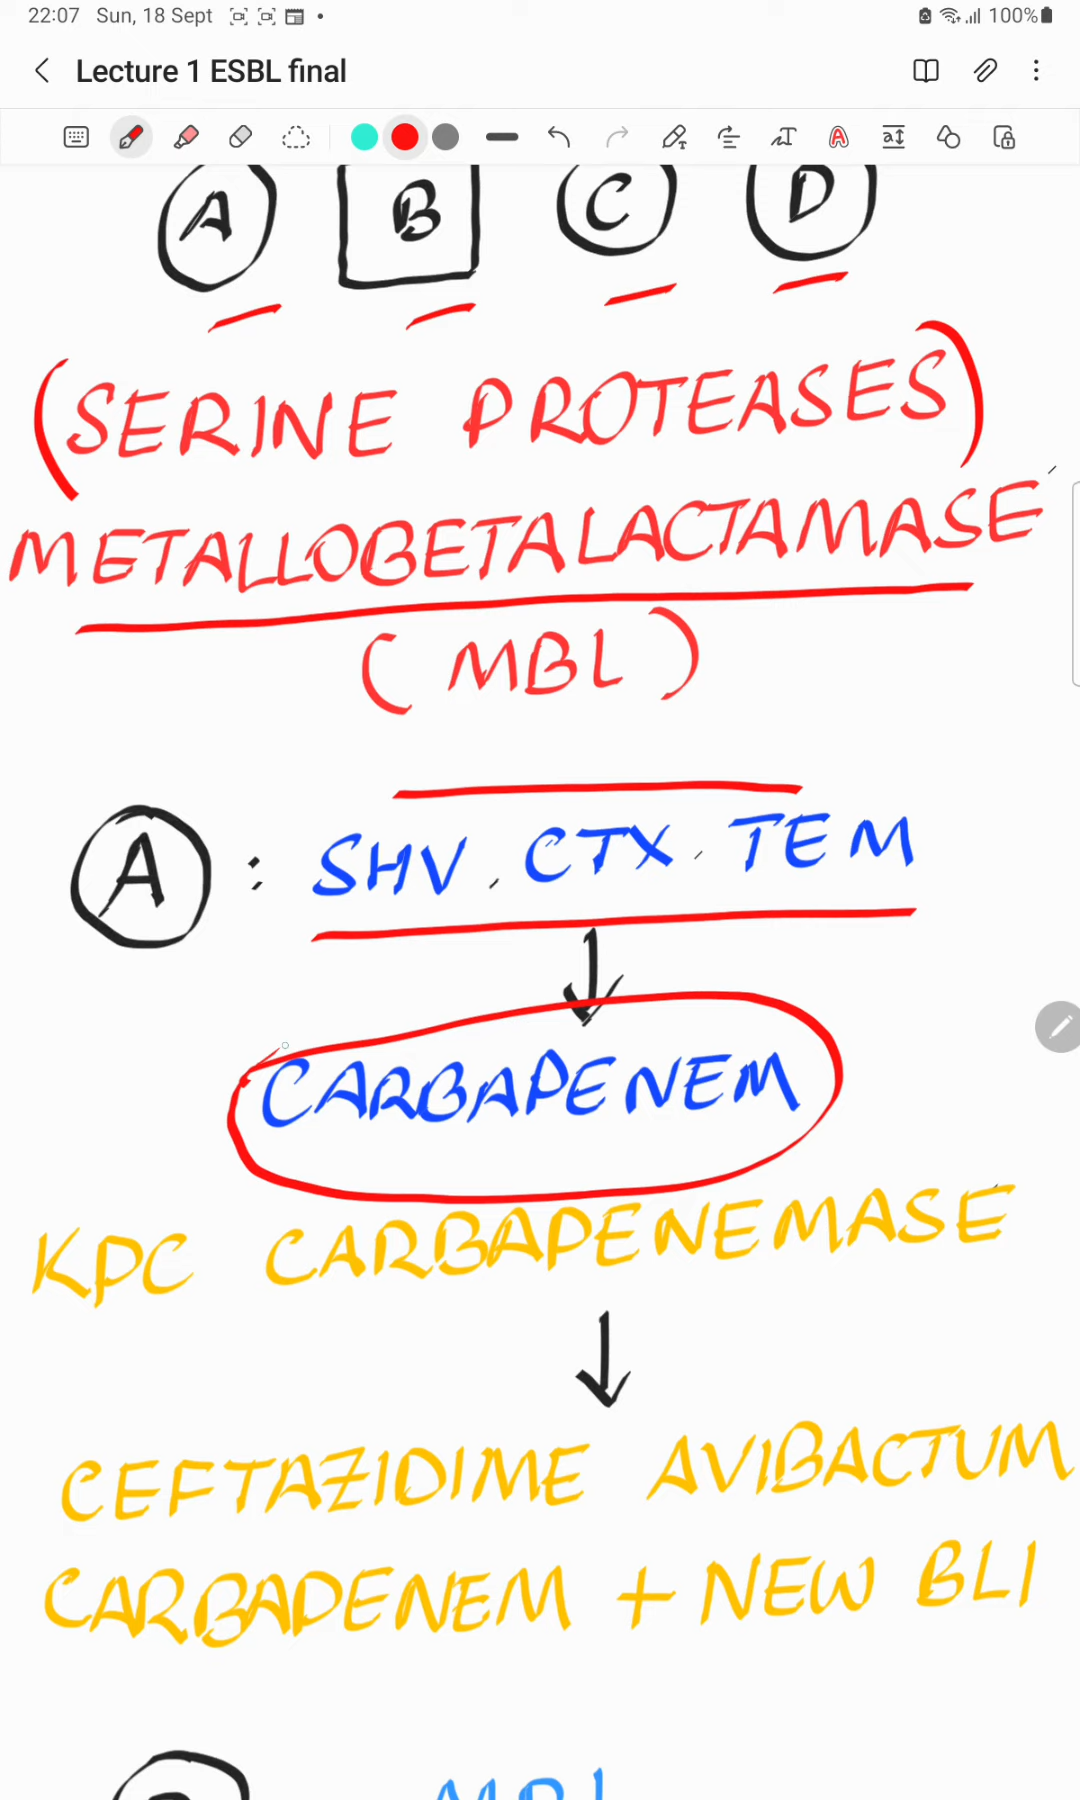 22:07 Sun, 18 Sept 100%
Lecture 1 ESBL final
A B C D
(SERINE PROTEASES)
METALLOBETALACTAMASE
(MBL)
A : SHV, CTX, TEM
CARBAPENEM
KPC CARBAPENEMASE
CEFTAZIDIME AVIBACTUM
CARBAPENEM + NEW BLI
MBL